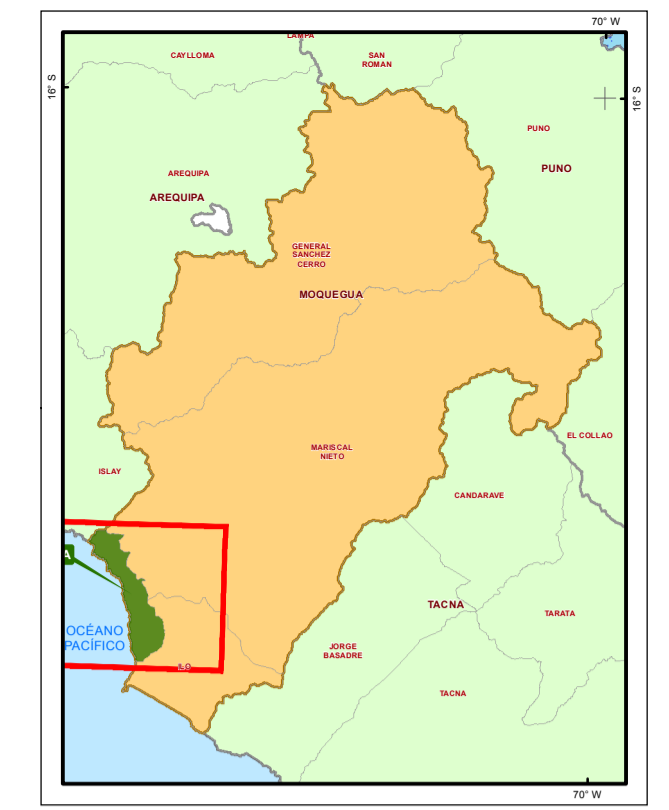 70° W
LAMPA
CAYLLOMA
SAN
ROMAN
16° S
16° S
PUNO
PUNO
AREQUIPA
AREQUIPA
GENERAL
SANCHEZ
CERRO
MOQUEGUA
EL COLLAO
MARISCAL
NIETO
ISLAY
CANDARAVE
A
TACNA
TARATA
OCÉANO
PACÍFICO
JORGE
BASADRE
ILO
TACNA
70° W